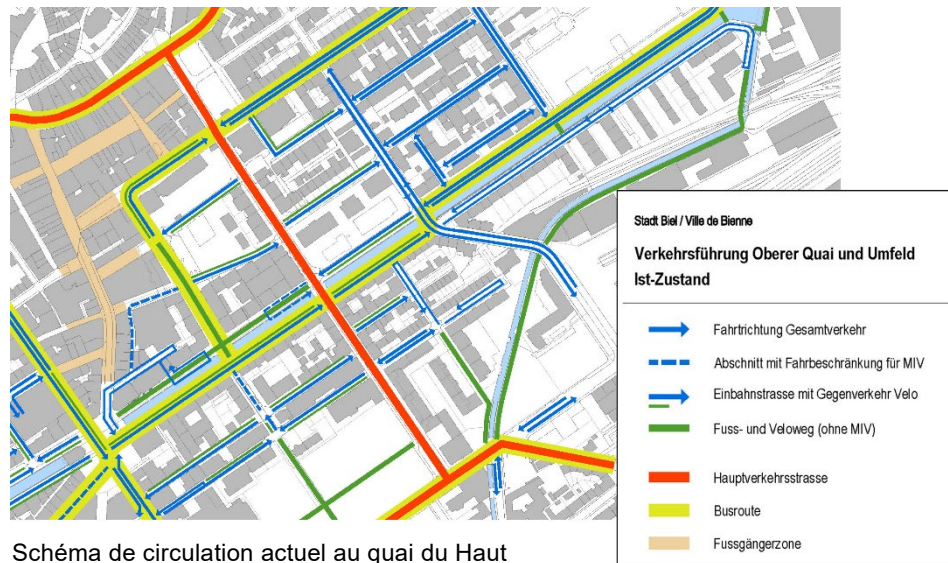 Stadt Biel / Ville de Bienne
Verkehrsführung Oberer Quai und Umfeld
Ist-Zustand
Fahrtrichtung Gesamtverkehr
Abschnitt mit Fahrbeschränkung für MIV
Einbahnstrasse mit Gegenverkehr Velo
Fuss- und Veloweg (ohne MIV)
Hauptverkehrsstrasse
Busroute
Fussgängerzone
Schéma de circulation actuel au quai du Haut